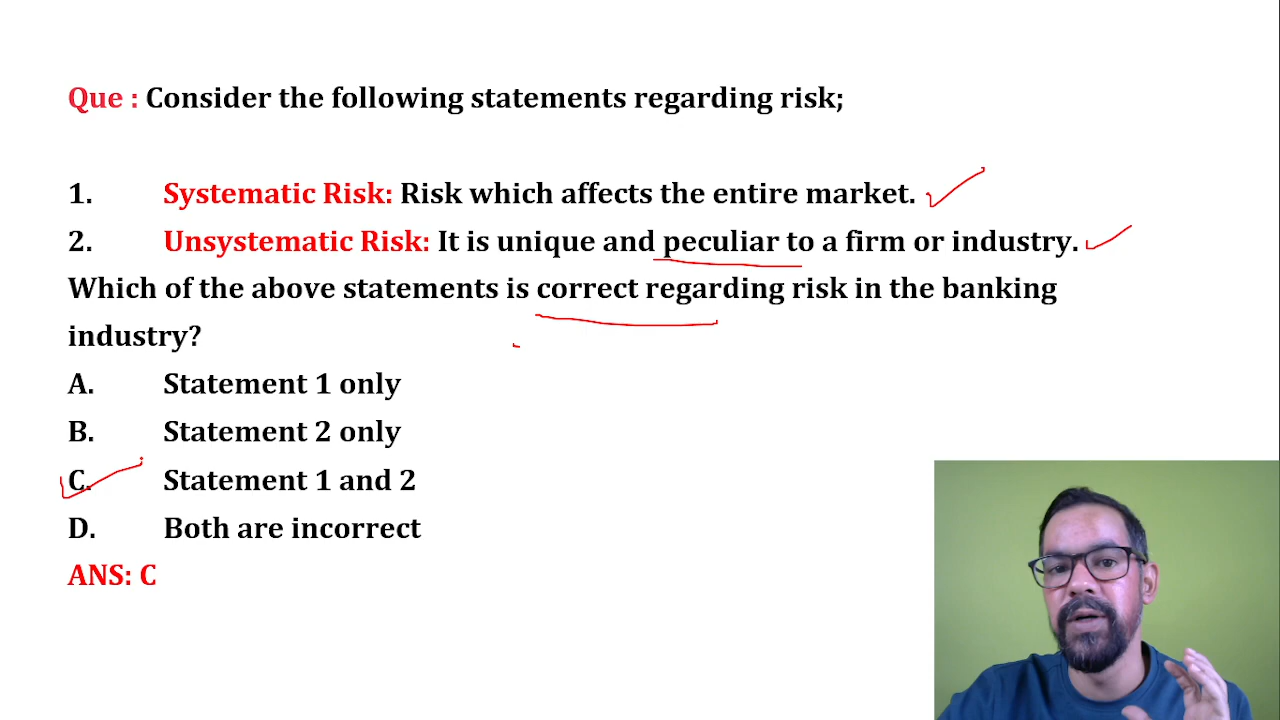 Que : Consider the following statements regarding risk;
1. Systematic Risk: Risk which affects the entire market.
2. Unsystematic Risk: It is unique and peculiar to a firm or industry.
Which of the above statements is correct regarding risk in the banking
industry?
A. Statement 1 only
B. Statement 2 only
C. Statement 1 and 2
D. Both are incorrect
ANS: C